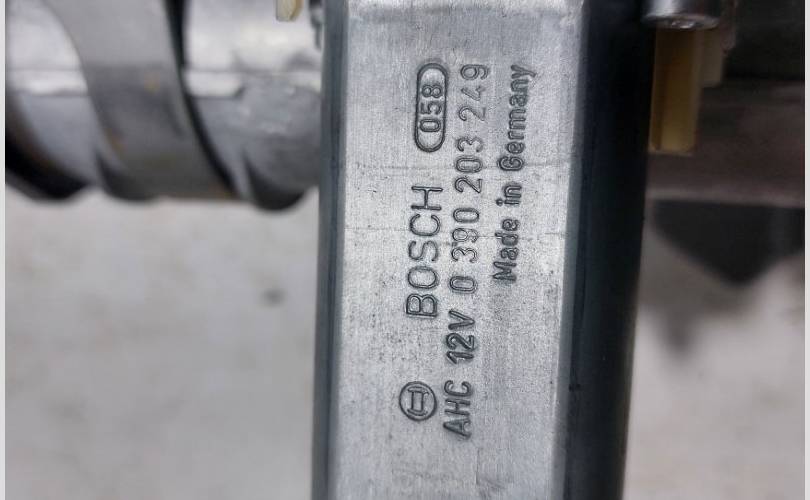 BOSCH 058
AHC 12V 0 390 203 249
Made in Germany